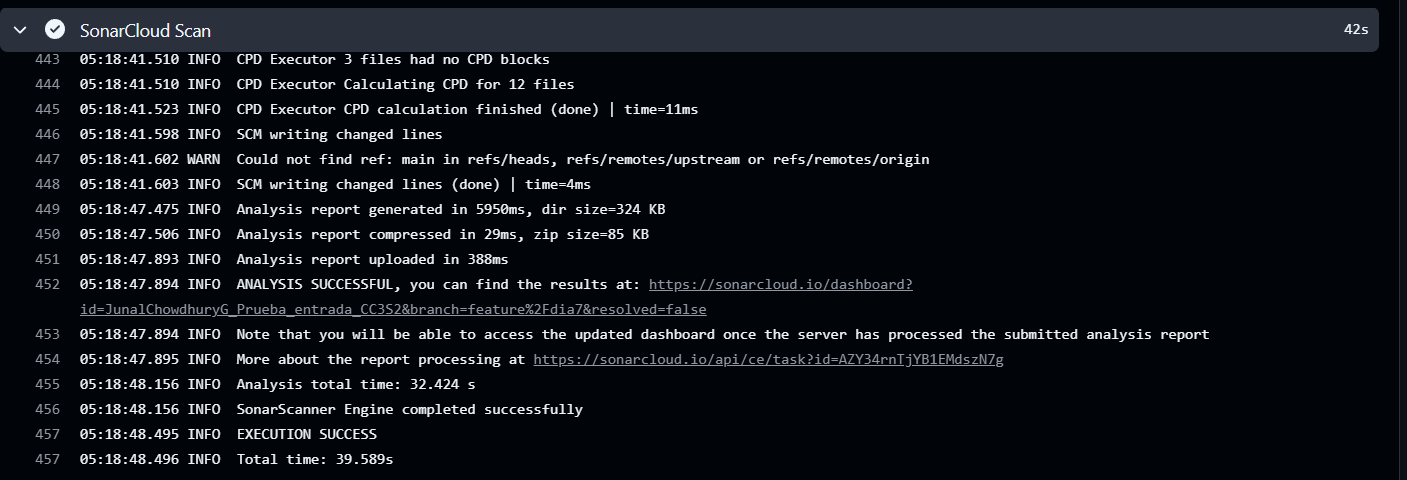 SonarCloud Scan 42s
443 05:18:41.510 INFO CPD Executor 3 files had no CPD blocks
444 05:18:41.510 INFO CPD Executor Calculating CPD for 12 files
445 05:18:41.523 INFO CPD Executor CPD calculation finished (done) | time=11ms
446 05:18:41.598 INFO SCM writing changed lines
447 05:18:41.602 WARN Could not find ref: main in refs/heads, refs/remotes/upstream or refs/remotes/origin
448 05:18:41.603 INFO SCM writing changed lines (done) | time=4ms
449 05:18:47.475 INFO Analysis report generated in 5950ms, dir size=324 KB
450 05:18:47.506 INFO Analysis report compressed in 29ms, zip size=85 KB
451 05:18:47.893 INFO Analysis report uploaded in 388ms
452 05:18:47.894 INFO ANALYSIS SUCCESSFUL, you can find the results at: https://sonarcloud.io/dashboard?
id=JunalChowdhuryG_Prueba_entrada_CC3S2&branch=feature%2Fdia7&resolved=false
453 05:18:47.894 INFO Note that you will be able to access the updated dashboard once the server has processed the submitted analysis report
454 05:18:47.895 INFO More about the report processing at https://sonarcloud.io/api/ce/task?id=AZY34rnTjYB1EMdszN7g
455 05:18:48.156 INFO Analysis total time: 32.424 s
456 05:18:48.156 INFO SonarScanner Engine completed successfully
457 05:18:48.495 INFO EXECUTION SUCCESS
457 05:18:48.496 INFO Total time: 39.589s